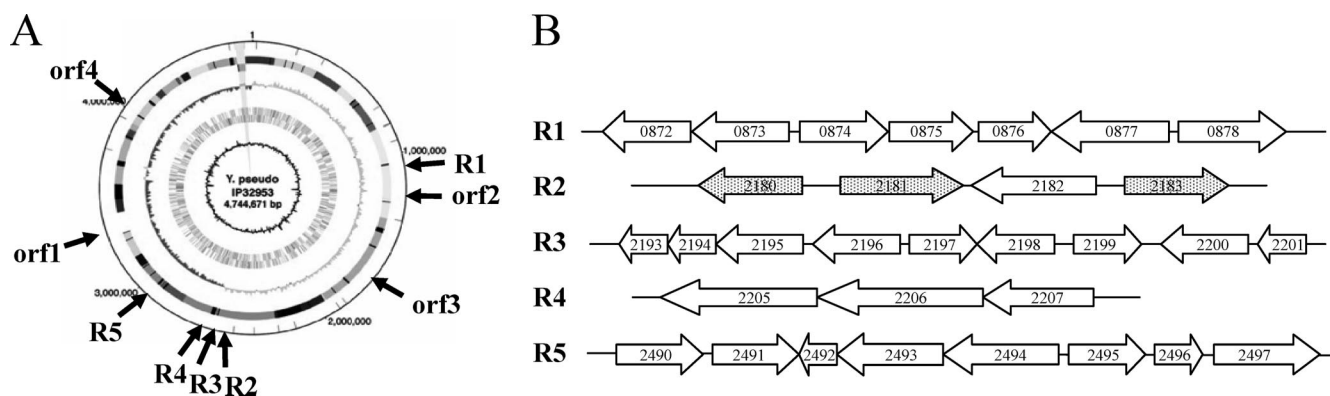 A
1
orf4
4,000,000
1,000,000
R1
Y. pseudo
IP32953
4,744,671 bp
orf2
orf1
3,000,000
orf3
R5
2,000,000
R4
R3
R2
B
R1 0872 0873 0874 0875 0876 0877 0878
R2 2180 2181 2182 2183
R3 2193 2194 2195 2196 2197 2198 2199 2200 2201
R4 2205 2206 2207
R5 2490 2491 2492 2493 2494 2495 2496 2497